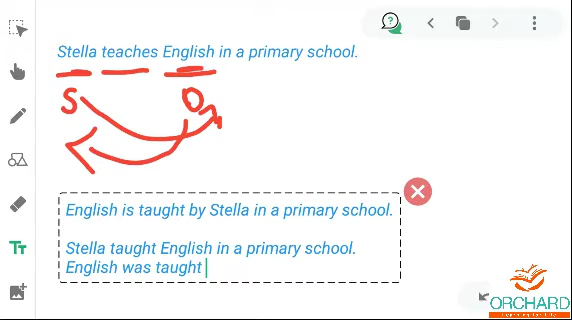 Stella teaches English in a primary school.
S O
English is taught by Stella in a primary school.
Stella taught English in a primary school.
English was taught
Tт
ORCHARD